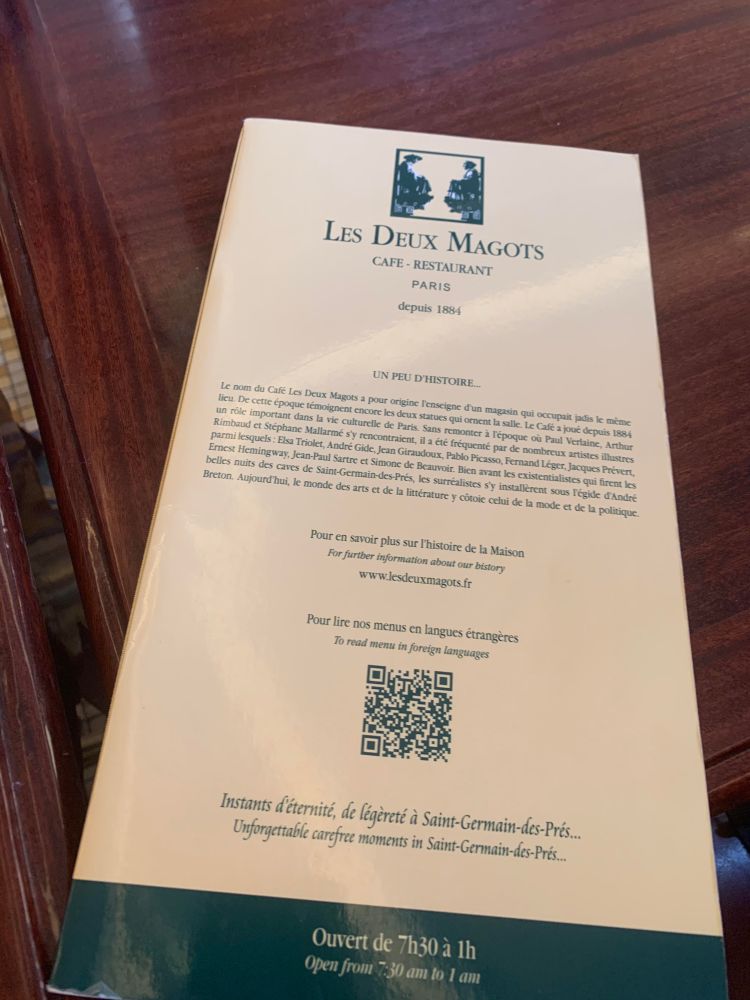 LES DEUX MAGOTS
CAFE - RESTAURANT
PARIS
depuis 1884
UN PEU D'HISTOIRE...
Le nom du Café Les Deux Magots a pour origine l'enseigne d'un magasin qui occupait jadis le même
lieu. De cette époque témoignent encore les deux statues qui ornent la salle. Le Café a joué depuis 1884
un rôle important dans la vie culturelle de Paris. Sans remonter à l'époque où Paul Verlaine, Arthur
Rimbaud et Stéphane Mallarmé s'y rencontraient, il a été fréquenté par de nombreux artistes illustres
parmi lesquels : Elsa Triolet, André Gide, Jean Giraudoux, Pablo Picasso, Fernand Léger, Jacques Prévert,
Ernest Hemingway, Jean-Paul Sartre et Simone de Beauvoir. Bien avant les existentialistes qui firent les
belles nuits des caves de Saint-Germain-des-Prés, les surréalistes s'y installèrent sous l'égide d'André
Breton. Aujourd'hui, le monde des arts et de la littérature y côtoie celui de la mode et de la politique.
Pour en savoir plus sur l'histoire de la Maison
For further information about our history
www.lesdeuxmagots.fr
Pour lire nos menus en langues étrangères
To read menu in foreign languages
Instants d'éternité, de légèreté à Saint-Germain-des-Prés...
Unforgettable carefree moments in Saint-Germain-des-Prés...
Ouvert de 7h30 à 1h
Open from 7:30 am to 1 am